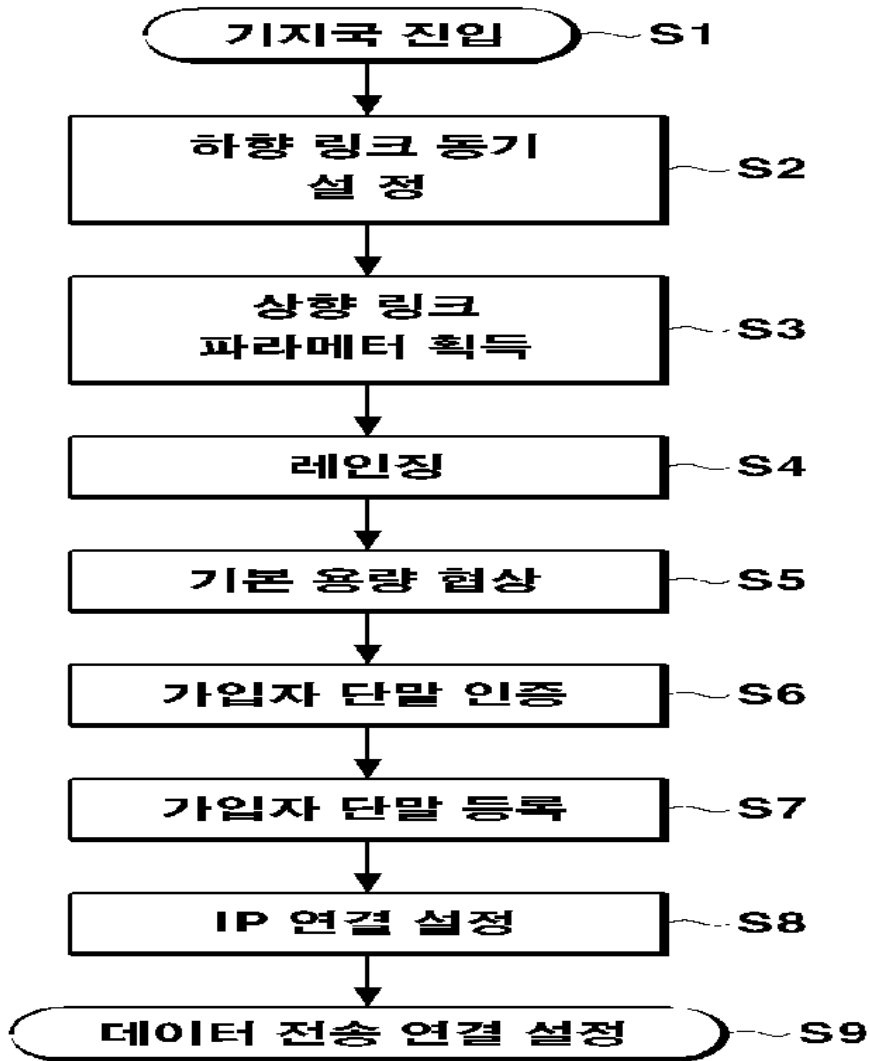 기지국 진입 S1
하향 링크 동기
설 정 S2
상향 링크
파라메터 획득 S3
레인징 S4
기본 용량 협상 S5
가입자 단말 인증 S6
가입자 단말 등록 S7
IP 연결 설정 S8
데이터 전송 연결 설정 S9